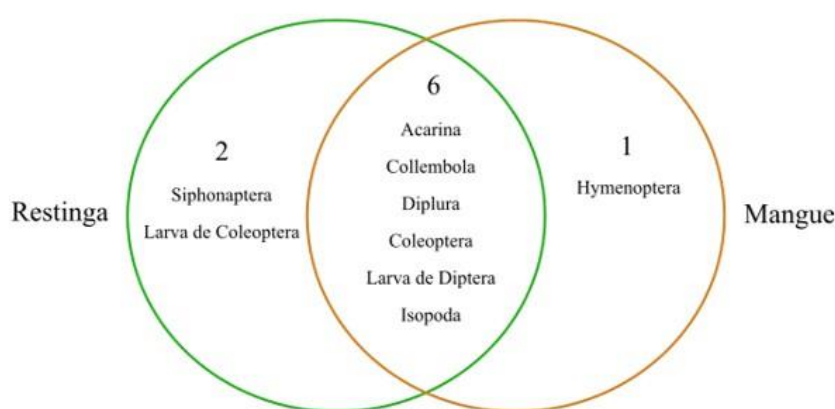 Restinga
2
Siphonaptera
Larva de Coleoptera
6
Acarina
Collembola
Diplura
Coleoptera
Larva de Diptera
Isopoda
1
Hymenoptera
Mangue